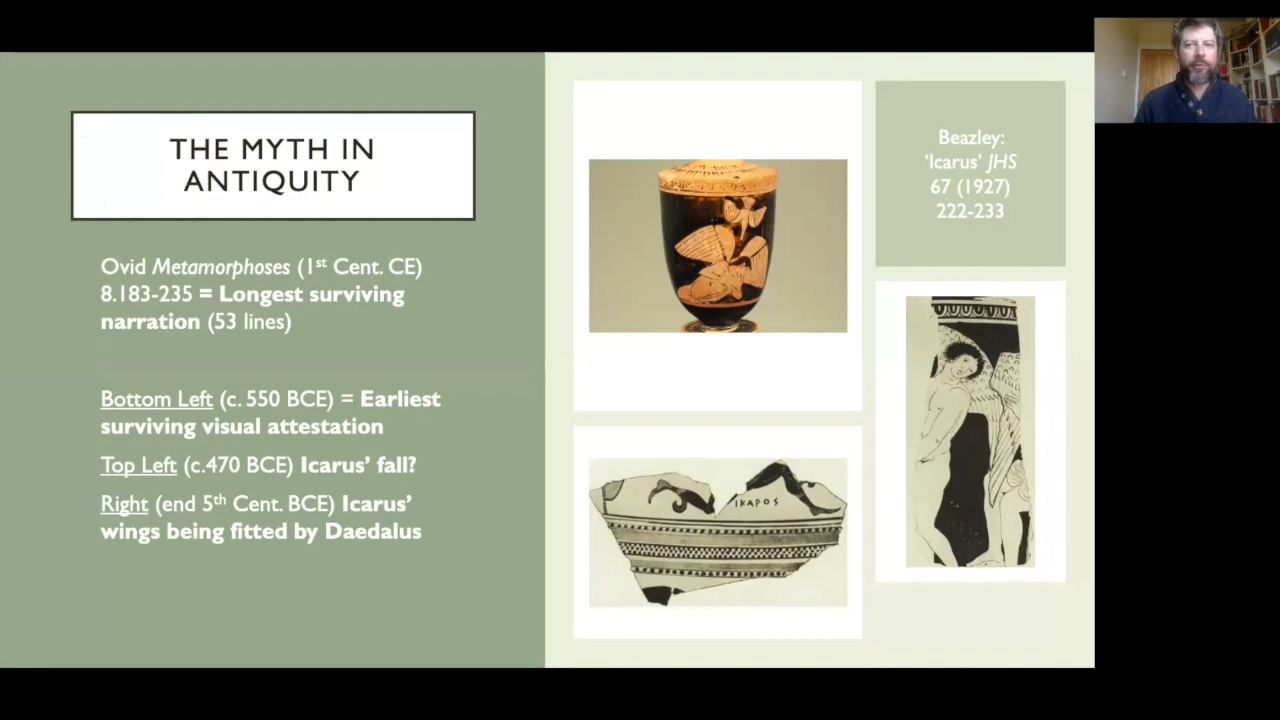 THE MYTH IN
ANTIQUITY
Ovid Metamorphoses (1st Cent. CE)
8.183-235 = Longest surviving
narration (53 lines)
Bottom Left (c. 550 BCE) = Earliest
surviving visual attestation
Top Left (c.470 BCE) Icarus' fall?
Right (end 5th Cent. BCE) Icarus'
wings being fitted by Daedalus
Beazley:
'Icarus' JHS
67 (1927)
222-233
ΙΚΑΡΟΣ